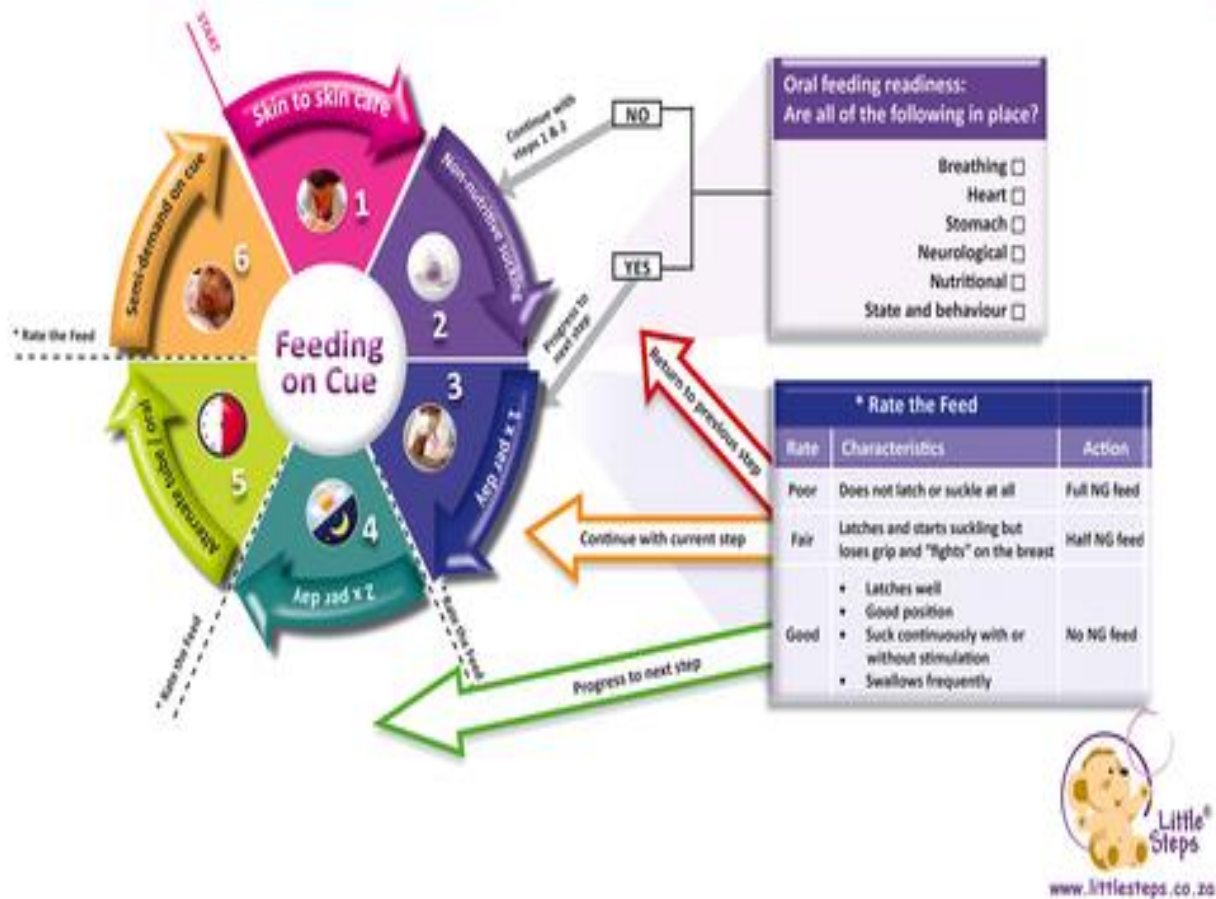 START
Skin to skin care
1
Non-nutritive suckling
2
1 x per day
3
2 x per day
4
Alternate tube / oral
5
Semi-demand on cue
6
Feeding
on Cue
* Rate the Feed
* Rate the Feed
Rate the Feed
Continue with
steps 1 & 2
NO
YES
Progress to
next step
Oral feeding readiness:
Are all of the following in place?
Breathing
Heart
Stomach
Neurological
Nutritional
State and behaviour
Return to previous step
Continue with current step
Progress to next step
* Rate the Feed
Rate Characteristics Action
Poor Does not latch or suckle at all Full NG feed
Fair Latches and starts suckling but
loses grip and "fights" on the breast Half NG feed
Good
• Latches well
• Good position
• Suck continuously with or
without stimulation
• Swallows frequently
No NG feed
Little®
Steps
www.littlesteps.co.za